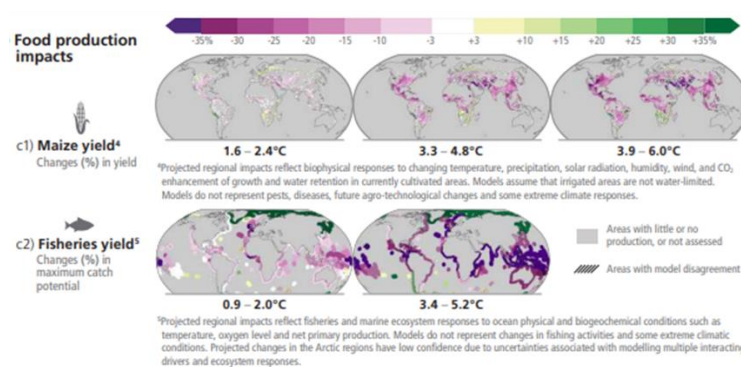 -35% -30 -25 -20 -15 -10 -3 +3 +10 +15 +20 +25 +30 +35%
Food production
impacts
c1) Maize yield⁴
Changes (%) in yield
1.6 – 2.4°C 3.3 – 4.8°C 3.9 – 6.0°C
⁴Projected regional impacts reflect biophysical responses to changing temperature, precipitation, solar radiation, humidity, wind, and CO₂
enhancement of growth and water retention in currently cultivated areas. Models assume that irrigated areas are not water-limited.
Models do not represent pests, diseases, future agro-technological changes and some extreme climate responses.
c2) Fisheries yield⁵
Changes (%) in
maximum catch
potential
0.9 – 2.0°C 3.4 – 5.2°C
Areas with little or no
production, or not assessed
Areas with model disagreement
⁵Projected regional impacts reflect fisheries and marine ecosystem responses to ocean physical and biogeochemical conditions such as
temperature, oxygen level and net primary production. Models do not represent changes in fishing activities and some extreme climatic
conditions. Projected changes in the Arctic regions have low confidence due to uncertainties associated with modelling multiple interacting
drivers and ecosystem responses.